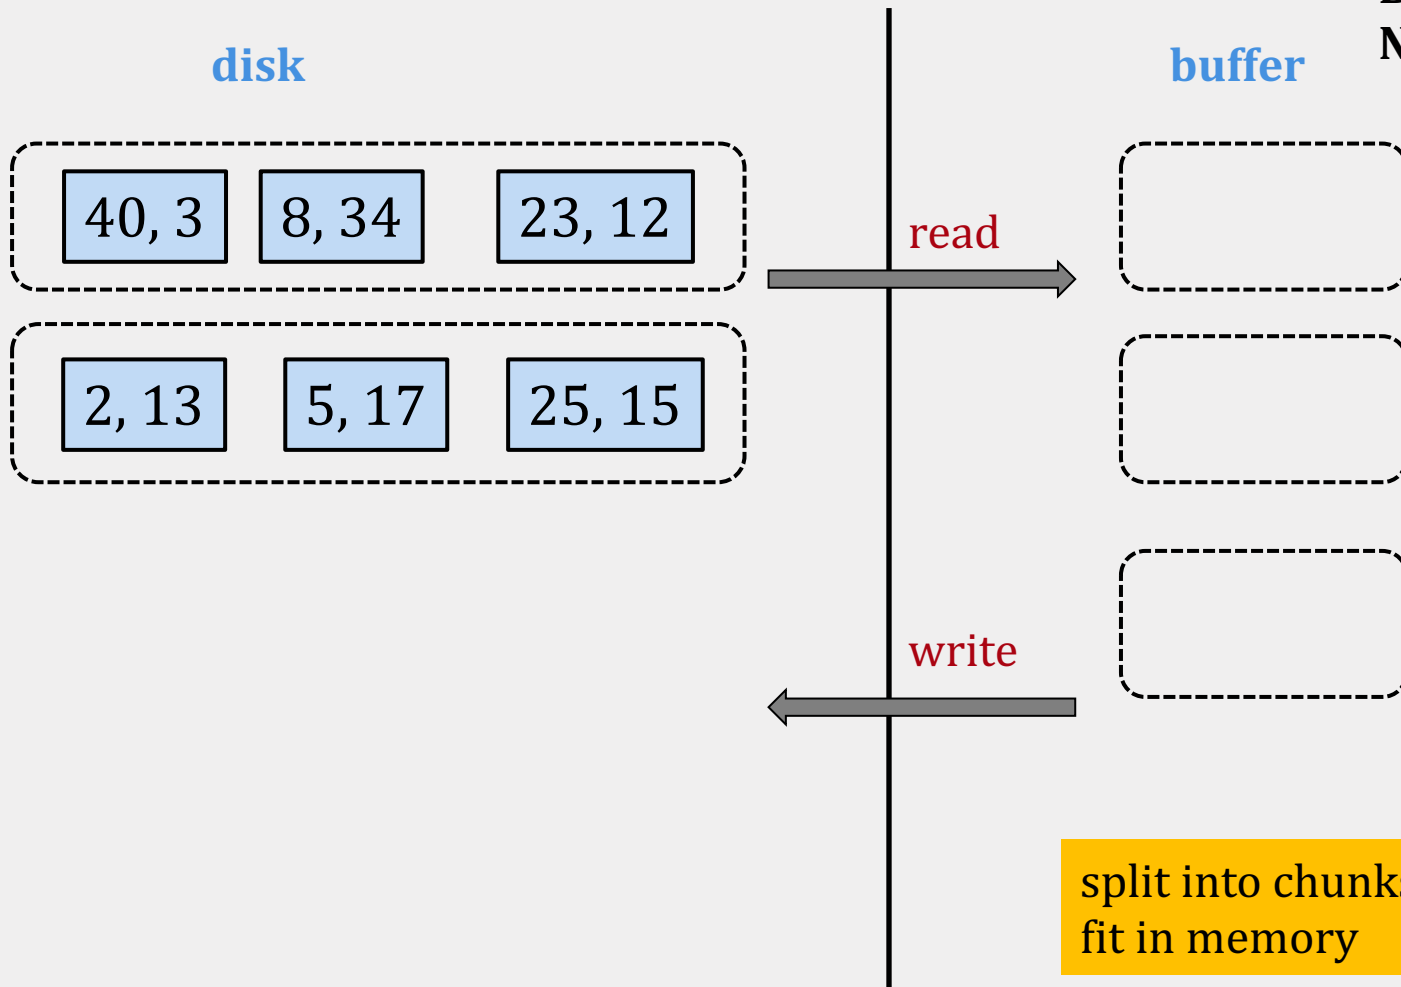 disk
buffer
N
40, 3
8, 34
23, 12
read
2, 13
5, 17
25, 15
write
split into chunks
fit in memory